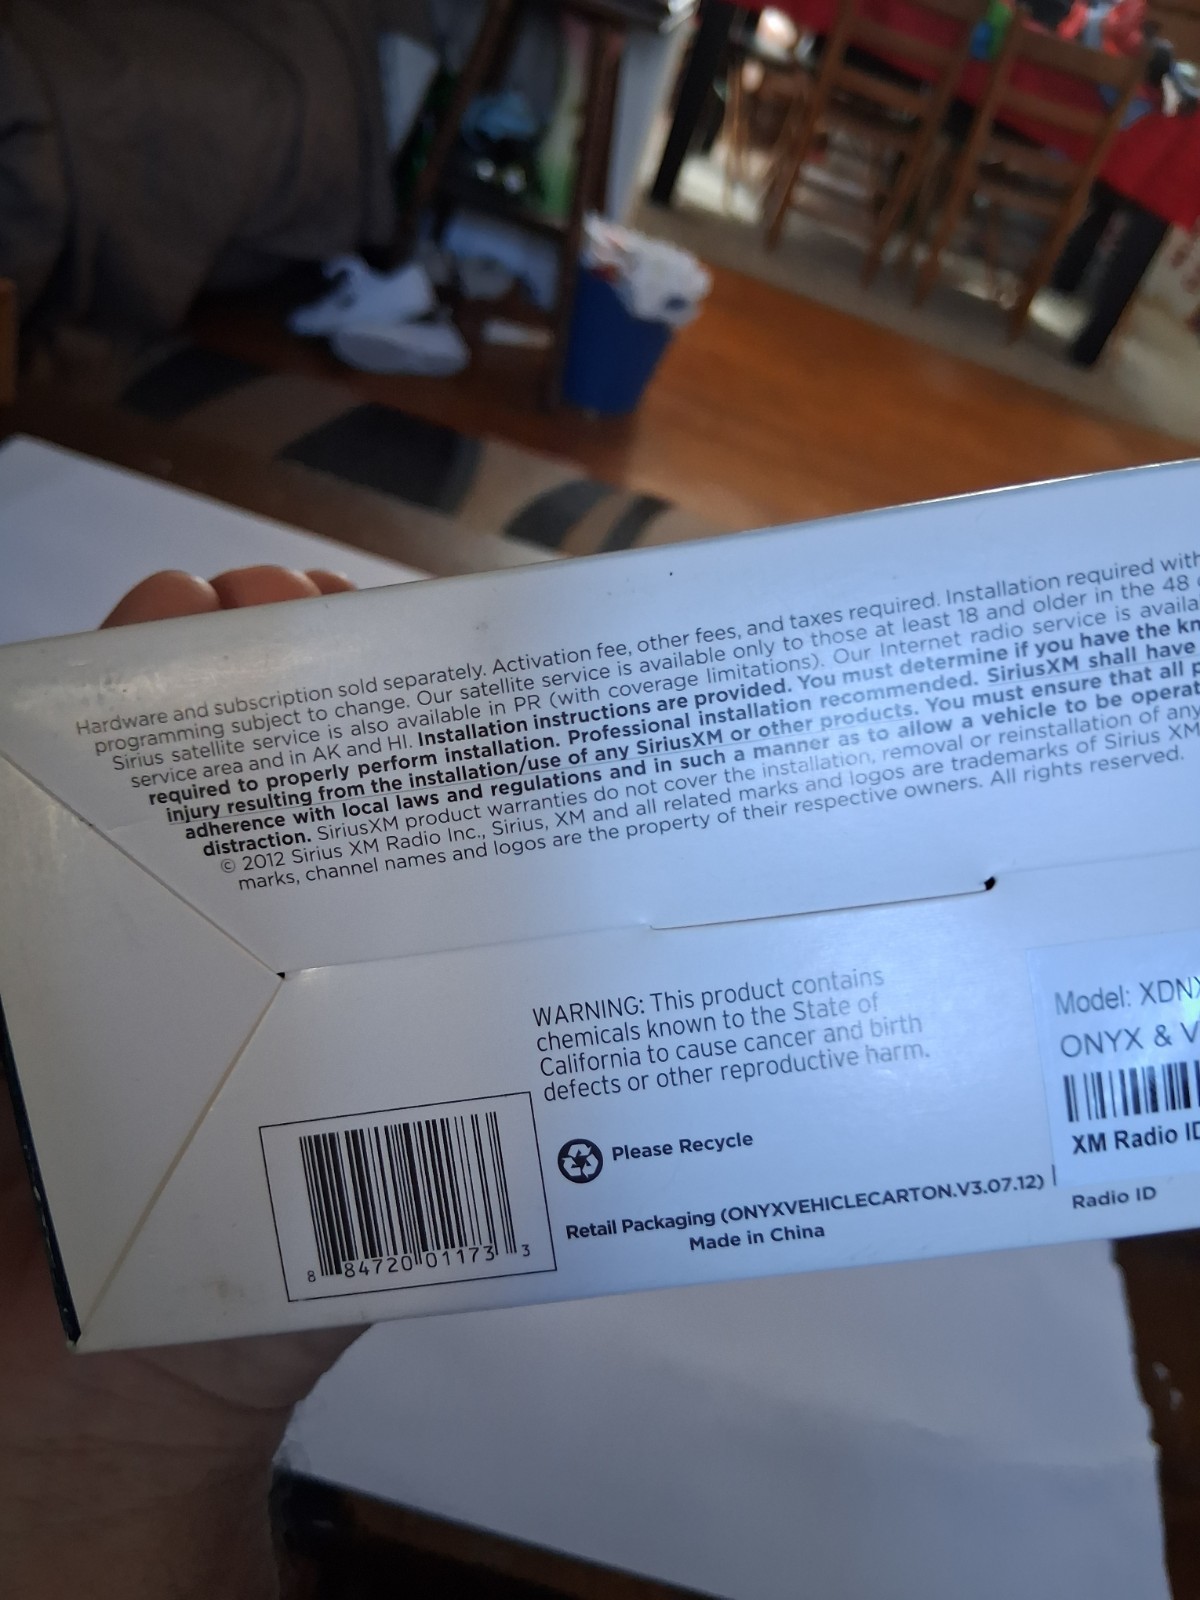 Hardware and subscription sold separately. Activation fee, other fees, and taxes required. Installation required with
programming subject to change. Our satellite service is available only to those at least 18 and older in the 48
Sirius satellite service is also available in PR (with coverage limitations). Our Internet radio service is availa
service area and in AK and HI. Installation instructions are provided. You must determine if you have the kn
required to properly perform installation. Professional installation recommended. SiriusXM shall have
injury resulting from the installation/use of any SiriusXM or other products. You must ensure that all p
adherence with local laws and regulations and in such a manner as to allow a vehicle to be operat
distraction. SiriusXM product warranties do not cover the installation, removal or reinstallation of any
© 2012 Sirius XM Radio Inc., Sirius, XM and all related marks and logos are trademarks of Sirius XM
marks, channel names and logos are the property of their respective owners. All rights reserved.
WARNING: This product contains
chemicals known to the State of
California to cause cancer and birth
defects or other reproductive harm.
Please Recycle
Retail Packaging (ONYXVEHICLECARTON.V3.07.12)
Made in China
8 84720 01173 3
Model: XDNX
ONYX & V
XM Radio ID
Radio ID